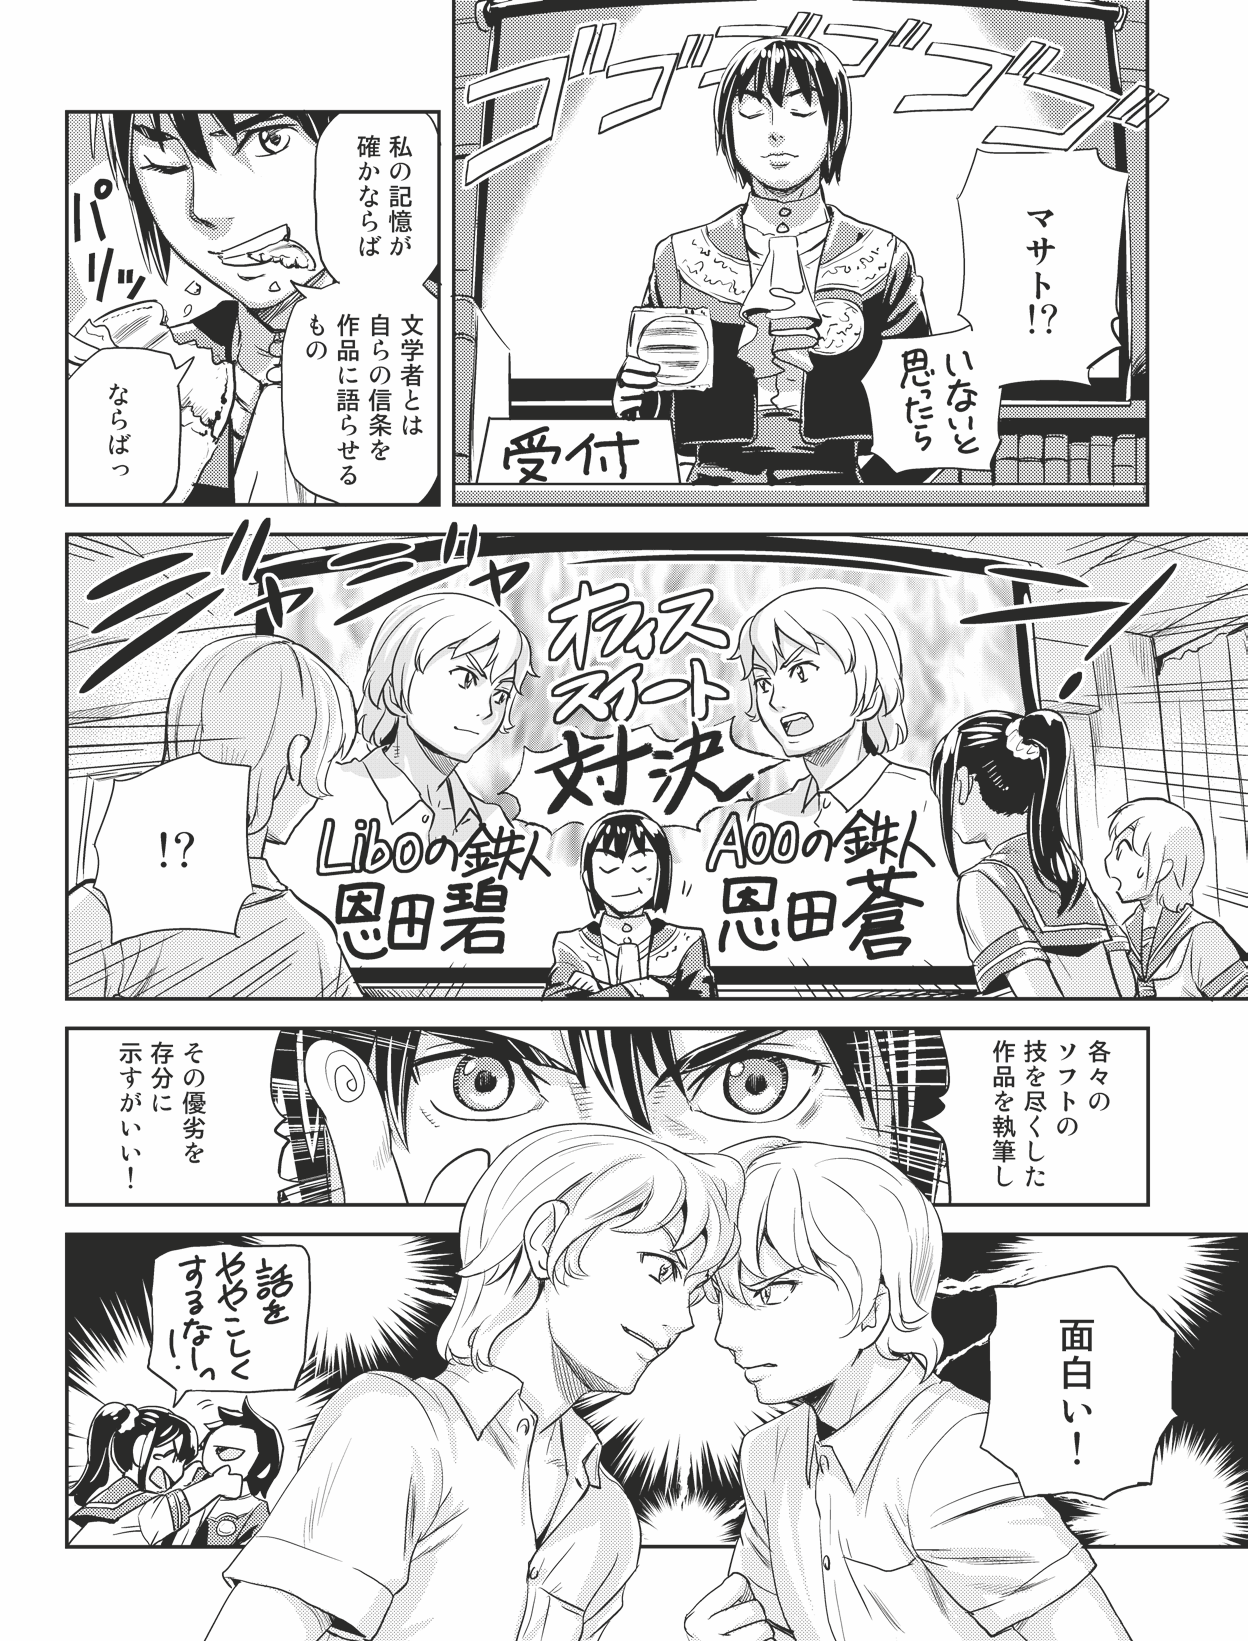 ゴゴゴゴゴゴ
マサト!?
いないと
思ったら
受付
私の記憶が
確かならば
文学者とは
自らの信条を
作品に語らせる
もの
パリッ
ならばっ
ジャジャーン
オフィス
スイート
対決
Aooの鉄人
恩田蒼
Liboの鉄人
恩田碧
!?
各々の
ソフトの
技を尽くした
作品を執筆し
その優劣を
存分に
示すがいい!
面白い!
話を
ややこしく
するなーっ
!!